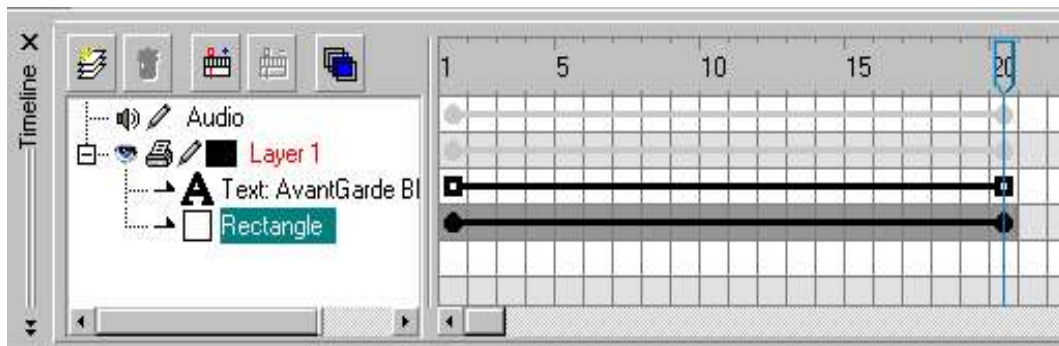 Timeline
1 5 10 15 20
Audio
Layer 1
A Text: AvantGarde Bl
Rectangle